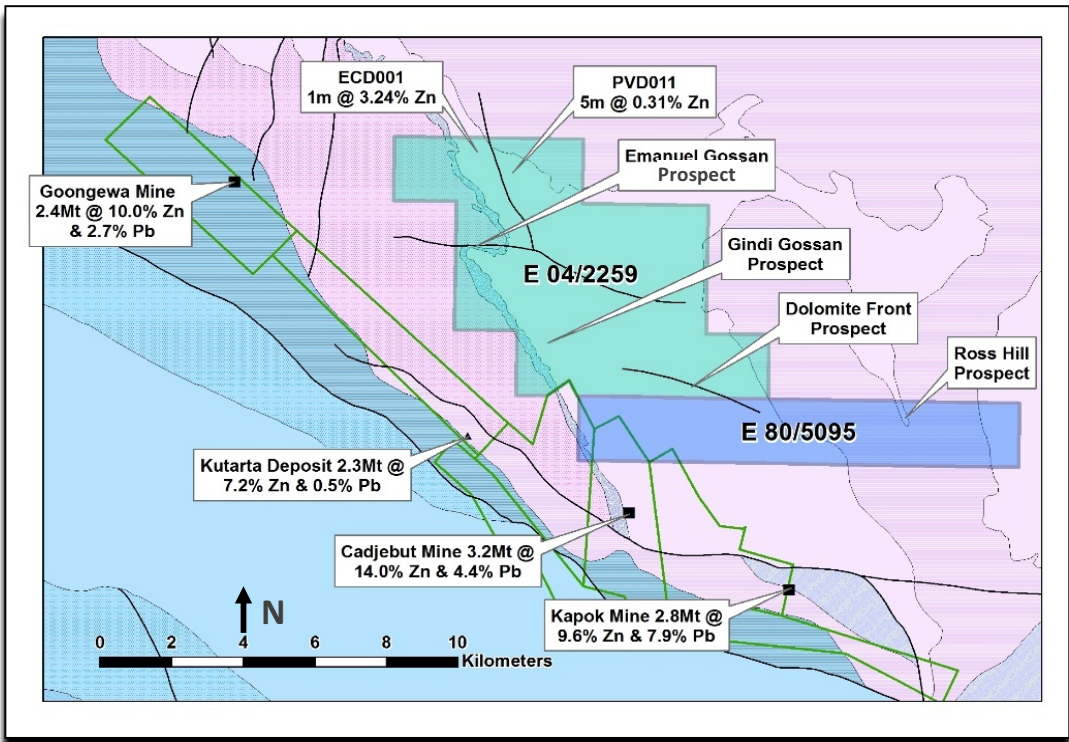 ECD001
1m @ 3.24% Zn
PVD011
5m @ 0.31% Zn
Emanuel Gossan
Prospect
Goongewa Mine
2.4Mt @ 10.0% Zn
& 2.7% Pb
Gindi Gossan
Prospect
E 04/2259
Dolomite Front
Prospect
Ross Hill
Prospect
E 80/5095
Kutarta Deposit 2.3Mt @
7.2% Zn & 0.5% Pb
Cadjebut Mine 3.2Mt @
14.0% Zn & 4.4% Pb
Kapok Mine 2.8Mt @
9.6% Zn & 7.9% Pb
N
0 2 4 6 8 10
Kilometers